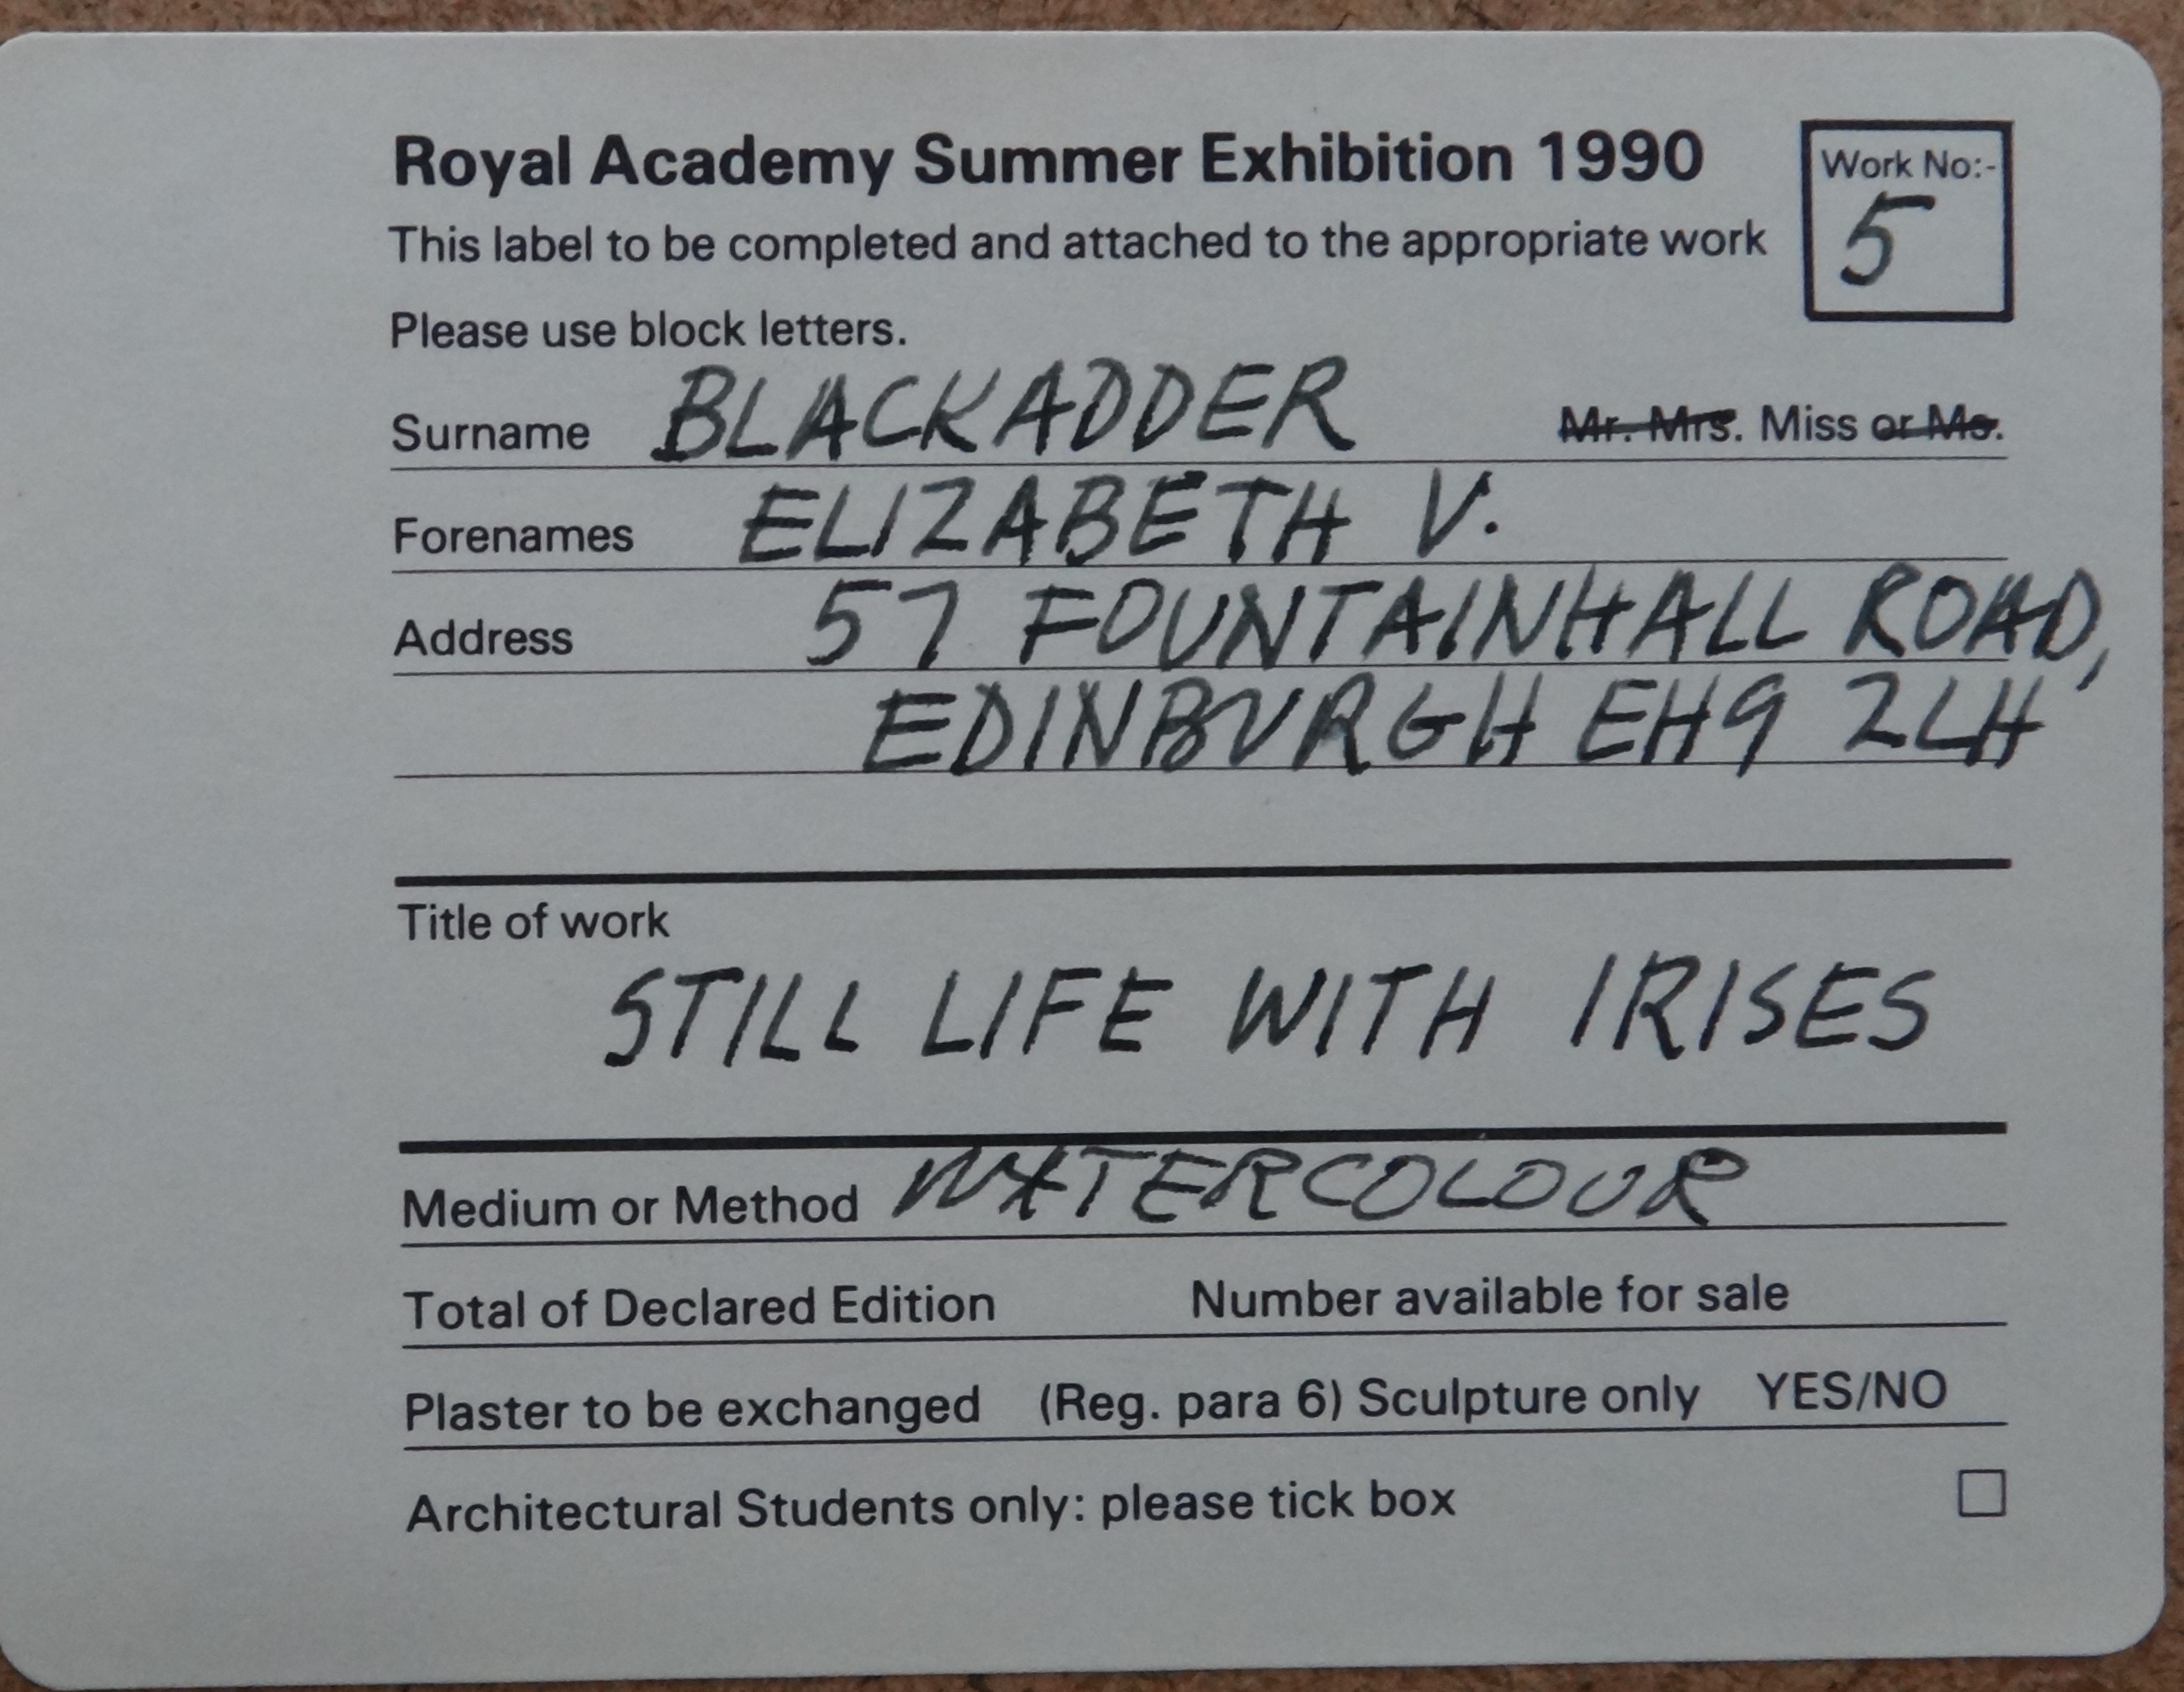 Royal Academy Summer Exhibition 1990
Work No:-
5
This label to be completed and attached to the appropriate work
Please use block letters.
Surname BLACKADDER Mr. Mrs. Miss or Ms.
Forenames ELIZABETH V.
Address 57 FOUNTAINHALL ROAD,
EDINBURGH EH9 2LH
Title of work
STILL LIFE WITH IRISES
Medium or Method WATERCOLOUR
Total of Declared Edition Number available for sale
Plaster to be exchanged (Reg. para 6) Sculpture only YES/NO
Architectural Students only: please tick box